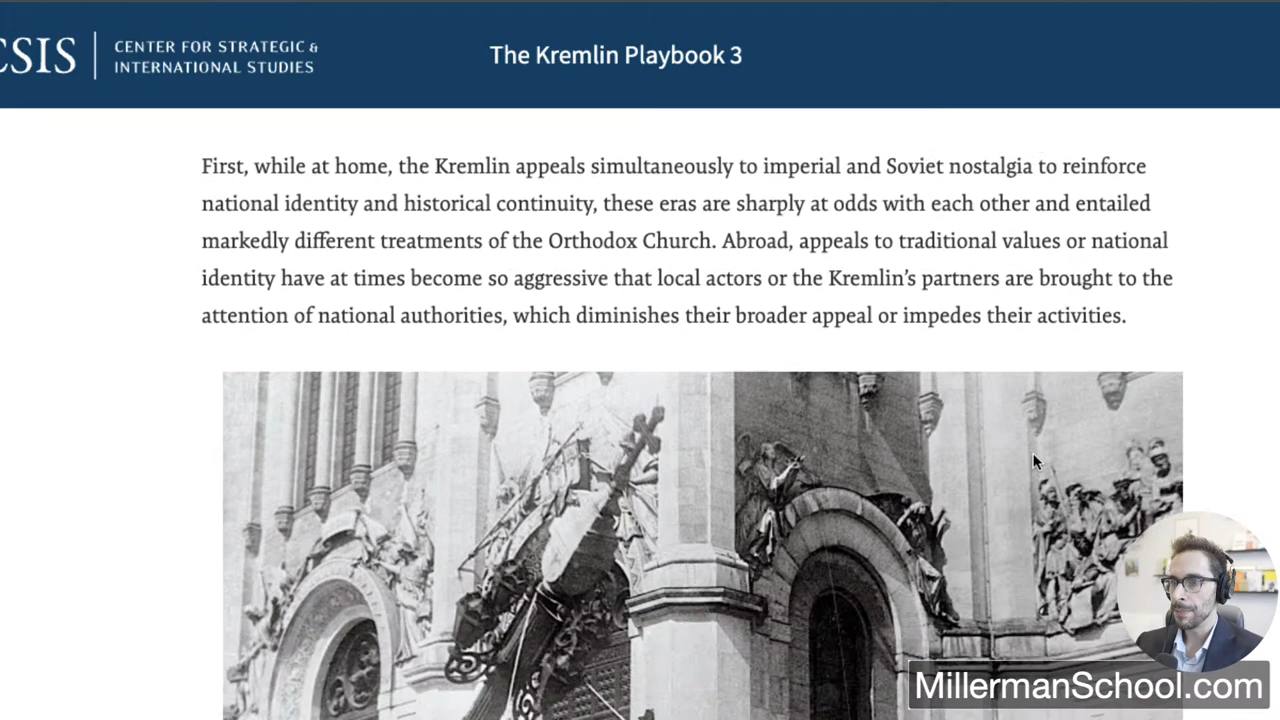 CSIS
CENTER FOR STRATEGIC &
INTERNATIONAL STUDIES
The Kremlin Playbook 3
First, while at home, the Kremlin appeals simultaneously to imperial and Soviet nostalgia to reinforce
national identity and historical continuity, these eras are sharply at odds with each other and entailed
markedly different treatments of the Orthodox Church. Abroad, appeals to traditional values or national
identity have at times become so aggressive that local actors or the Kremlin’s partners are brought to the
attention of national authorities, which diminishes their broader appeal or impedes their activities.
MillermanSchool.com